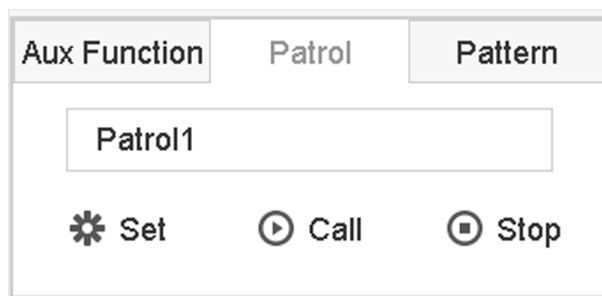 Aux Function Patrol Pattern
Patrol1
Set Call Stop